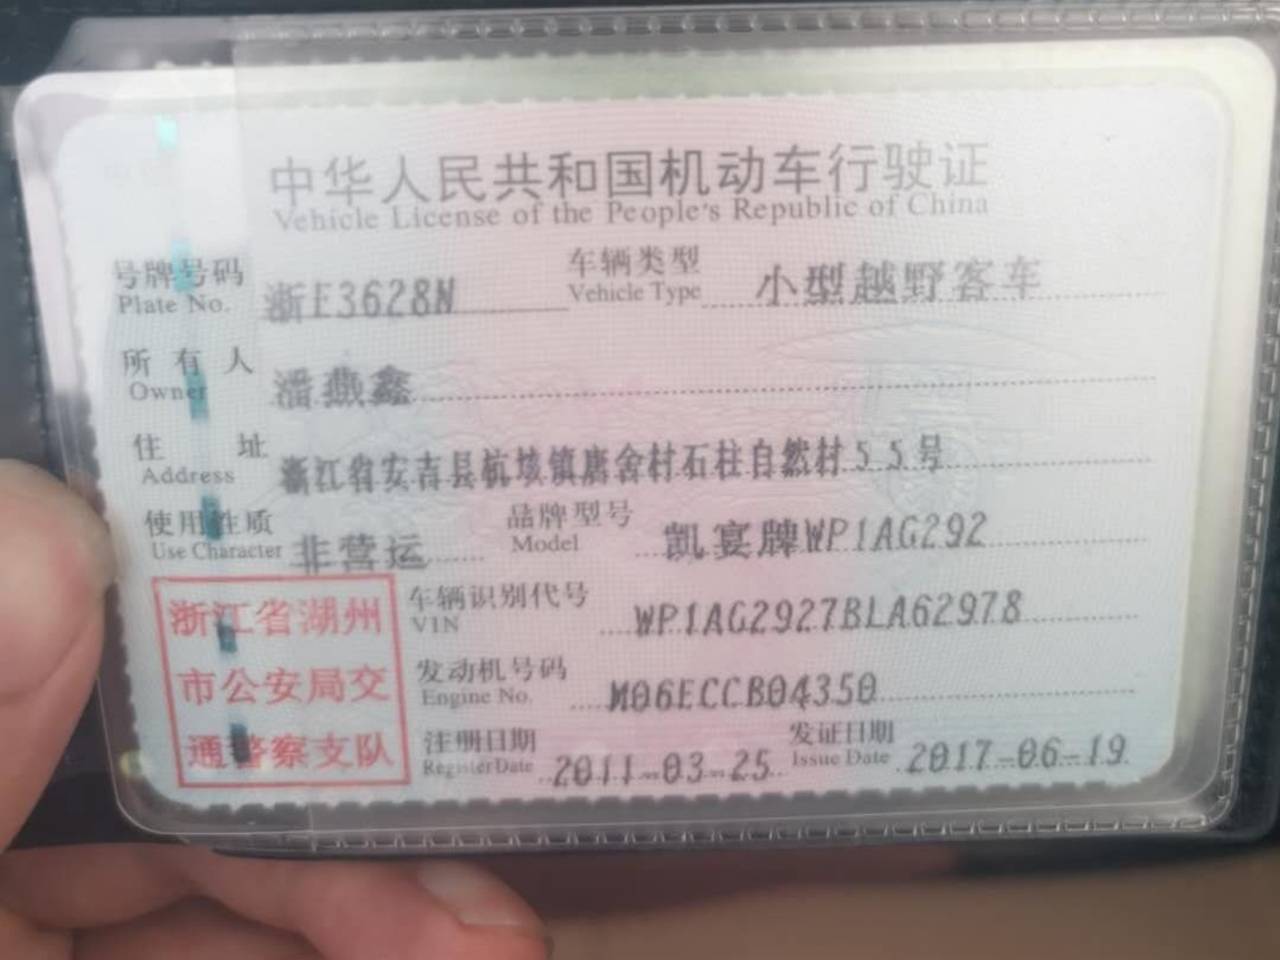 中华人民共和国机动车行驶证
Vehicle License of the People's Republic of China
号牌号码 浙E3628N 车辆类型 小型越野客车
Plate No. Vehicle Type
所有人 潘燕鑫
Owner
住址 浙江省安吉县杭垓镇唐舍村石柱自然村55号
Address
使用性质 非营运 品牌型号 凯宴牌WP1AG292
Use Character Model
浙江省湖州 车辆识别代号 WP1AG2927BLA62978
VIN
市公安局交 发动机号码 M06ECCB04350
Engine No.
通警察支队 注册日期 2011-03-25 发证日期 2017-06-19
Register Date Issue Date